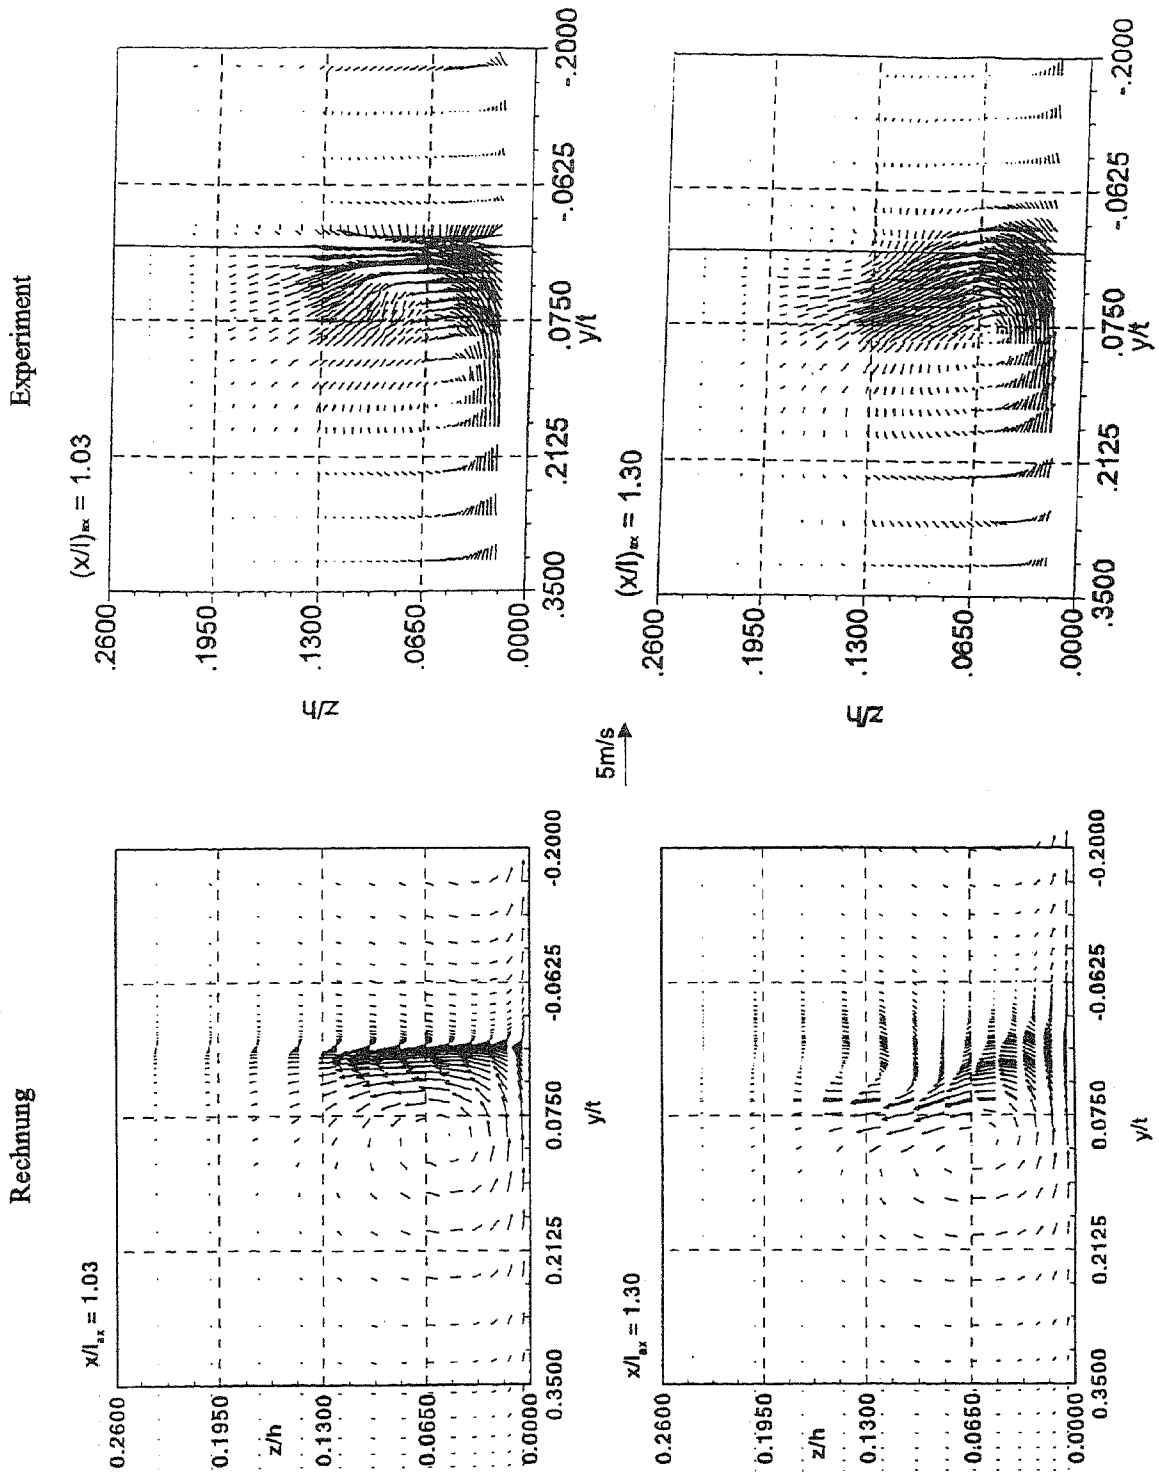 Rechnung
Experiment
x/l_ax = 1.03
0.2600
0.1950
z/h
0.1300
0.0650
0.0000
0.3500 0.2125 0.0750 -0.0625 -0.2000
y/t
(x/l)ax = 1.03
.2600
.1950
.1300
.0650
.0000
z/h
.3500 .2125 .0750 -.0625 -.2000
y/t
5m/s
x/l_ax = 1.30
0.2600
0.1950
z/h
0.1300
0.0650
0.0000
0.3500 0.2125 0.0750 -0.0625 -0.2000
y/t
(x/l)ax = 1.30
.2600
.1950
.1300
.0650
.0000
z/h
.3500 .2125 .0750 -.0625 -.2000
y/t